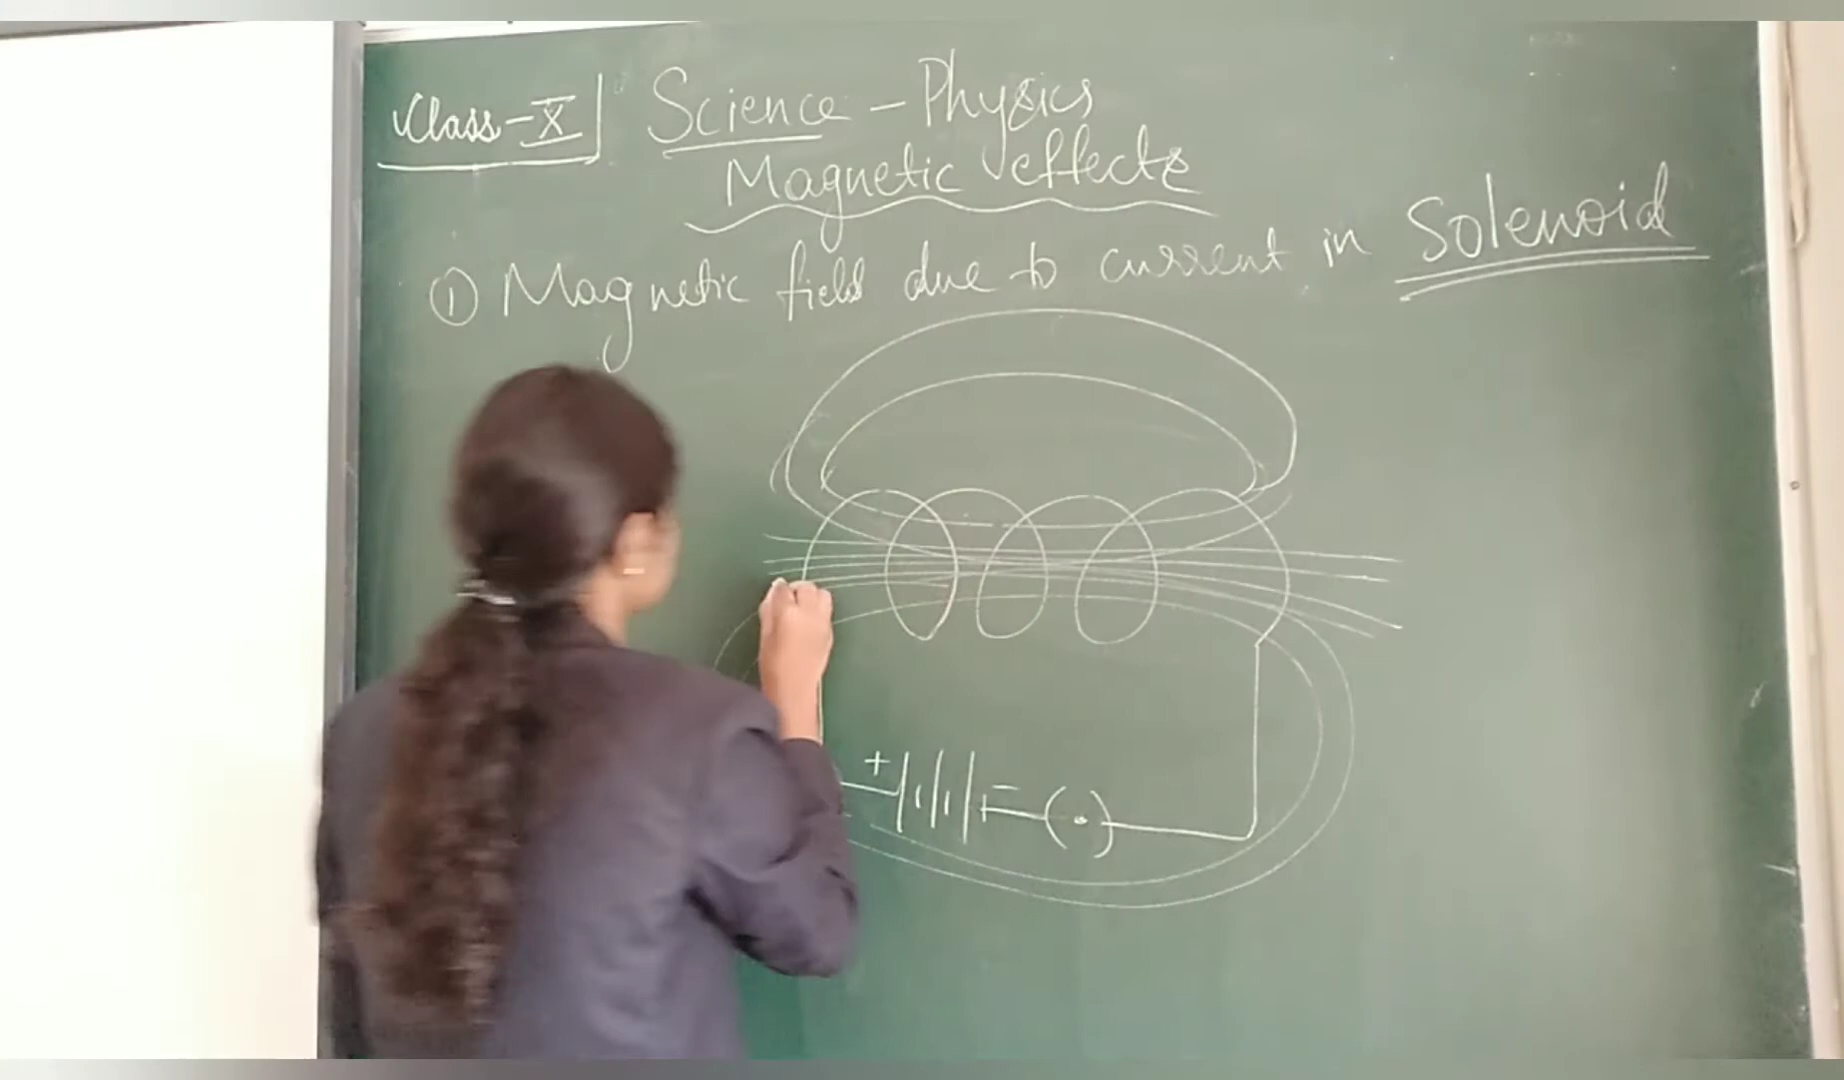 Class-X Science - Physics
Magnetic effects
① Magnetic field due to current in Solenoid
+ -
( • )